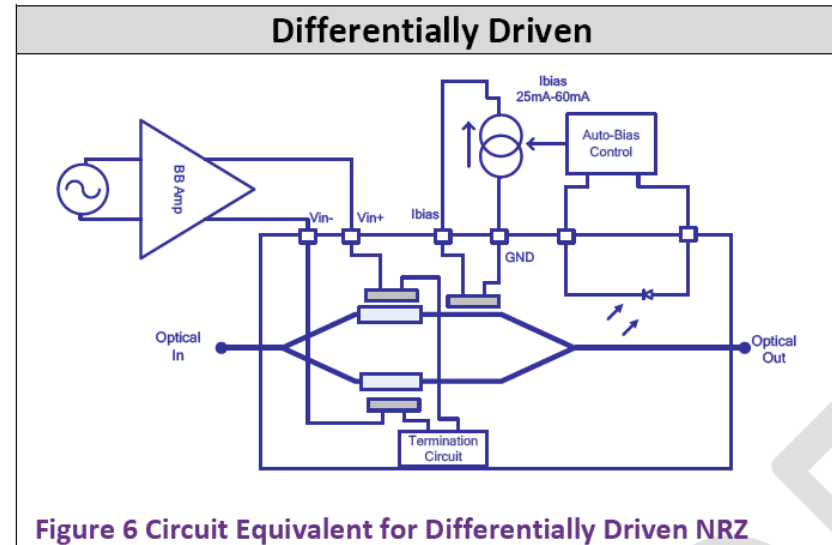 Differentially Driven
Ibias
25mA-60mA
Auto-Bias
Control
BB Amp
Vin-
Vin+
Ibias
GND
Optical
In
Optical
Out
Termination
Circuit
Figure 6 Circuit Equivalent for Differentially Driven NRZ